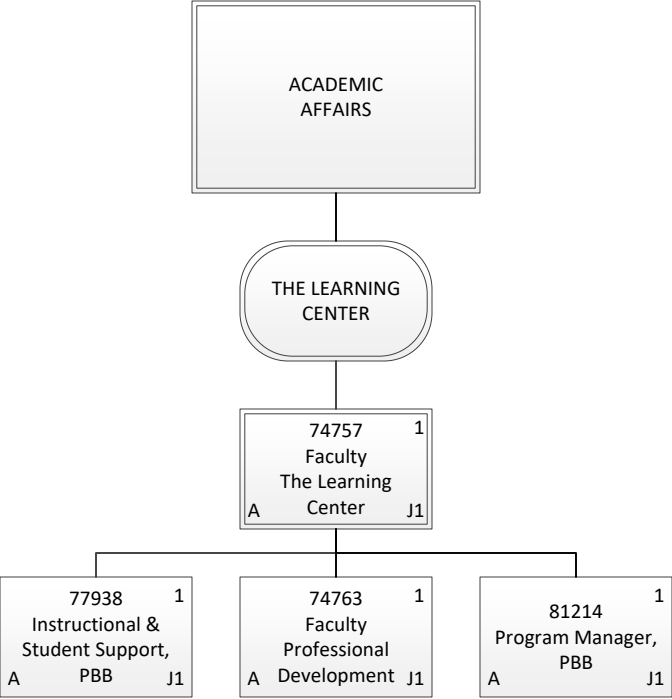 ACADEMIC
AFFAIRS
THE LEARNING
CENTER
74757 1
Faculty
The Learning
A Center J1
77938 1
Instructional &
Student Support,
A PBB J1
74763 1
Faculty
Professional
A Development J1
1
81214
Program Manager,
PBB
A J1